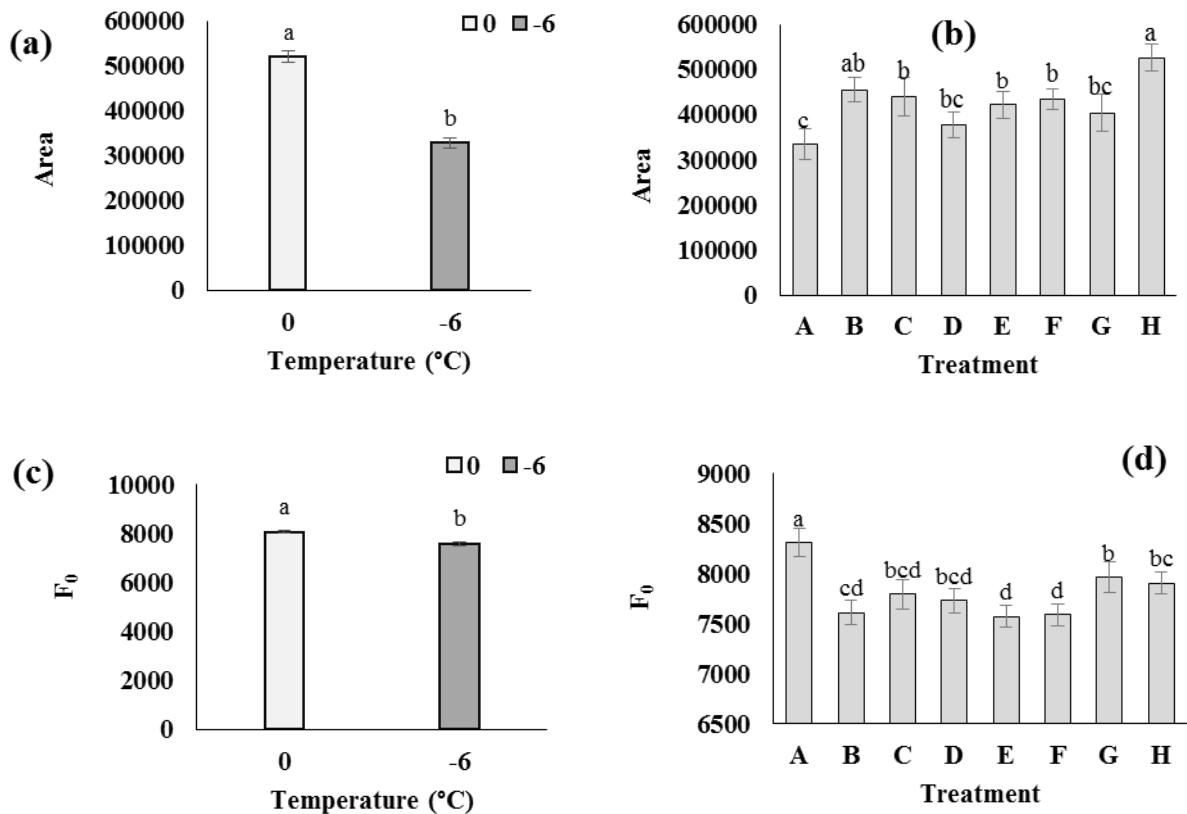 (a)
0 -6
600000
500000
400000
300000
200000
100000
0
Area
a
b
0 -6
Temperature (°C)
(b)
600000
500000
400000
300000
200000
100000
0
Area
c ab b bc b b bc a
A B C D E F G H
Treatment
(c)
0 -6
10000
8000
6000
4000
2000
0
F₀
a b
0 -6
Temperature (°C)
(d)
9000
8500
8000
7500
7000
6500
F₀
a cd bcd bcd d d b bc
A B C D E F G H
Treatment